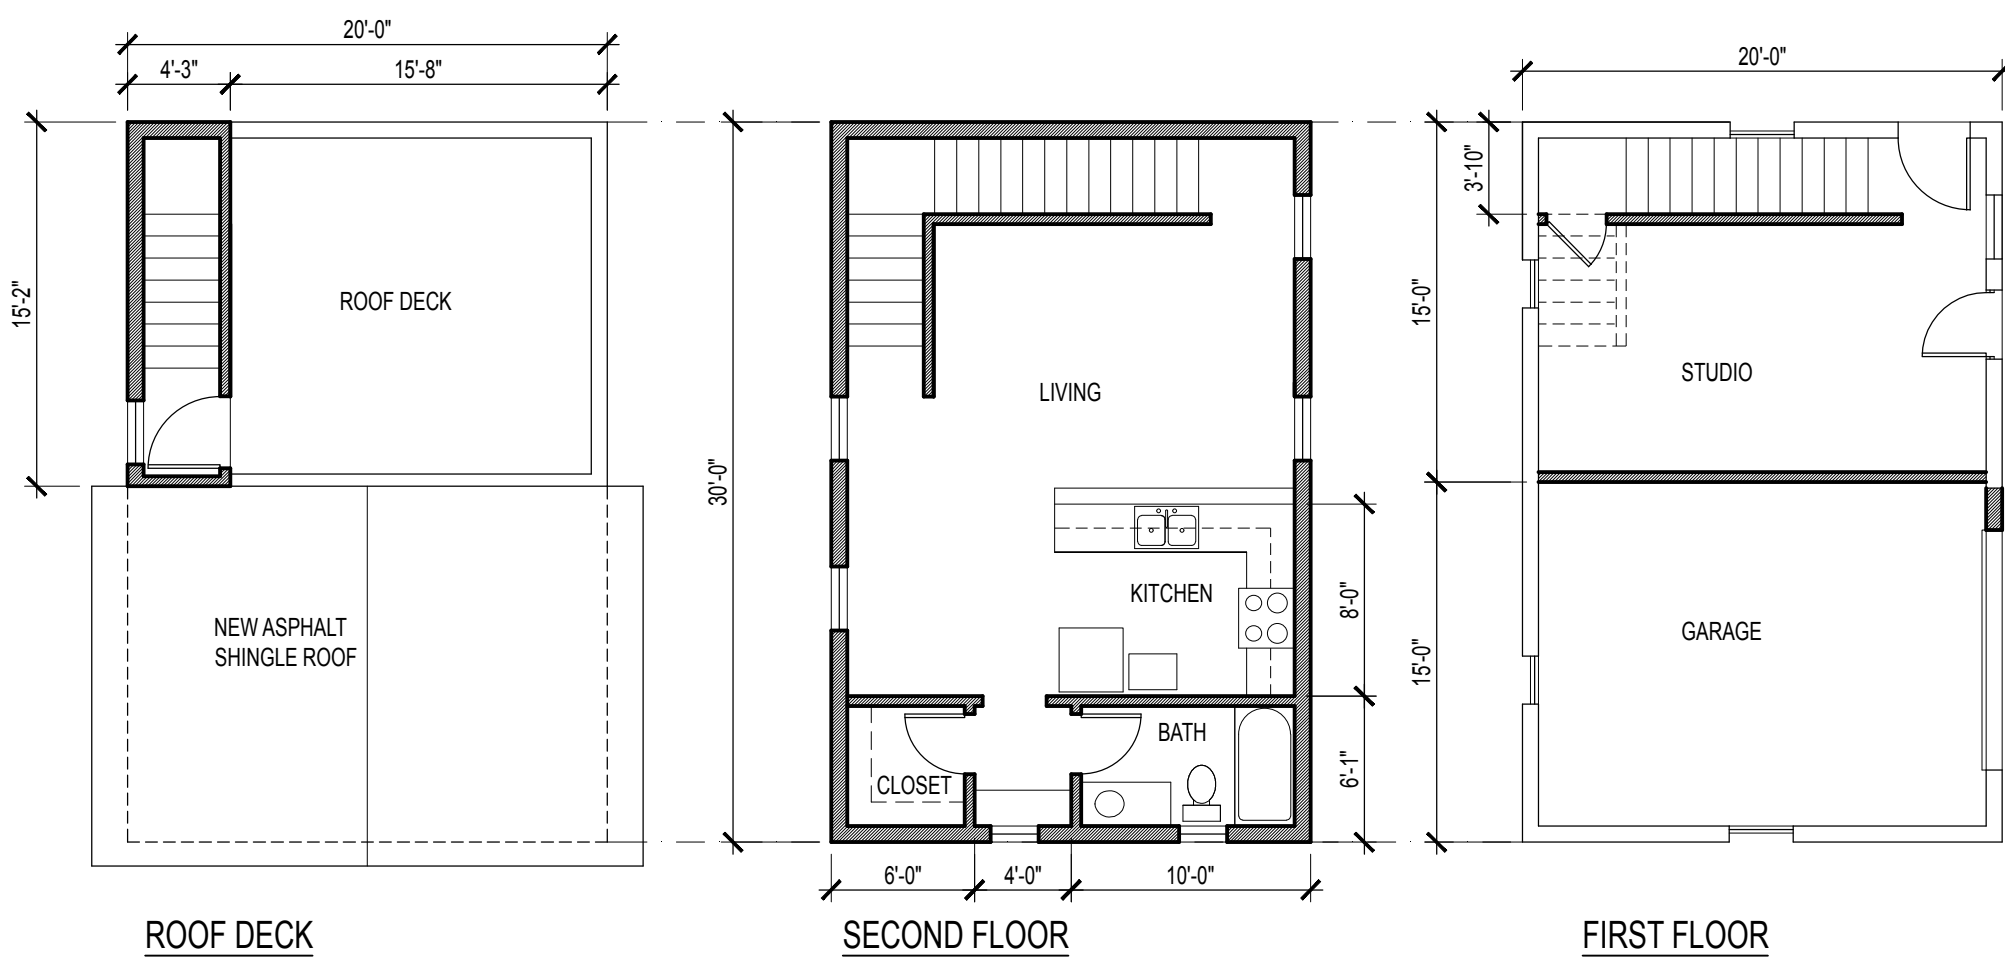 20'-0"
4'-3"
15'-8"
15'-2"
ROOF DECK
NEW ASPHALT
SHINGLE ROOF
ROOF DECK
30'-0"
LIVING
KITCHEN
8'-0"
BATH
CLOSET
6'-1"
6'-0"
4'-0"
10'-0"
SECOND FLOOR
20'-0"
3'-10"
15'-0"
STUDIO
15'-0"
GARAGE
FIRST FLOOR